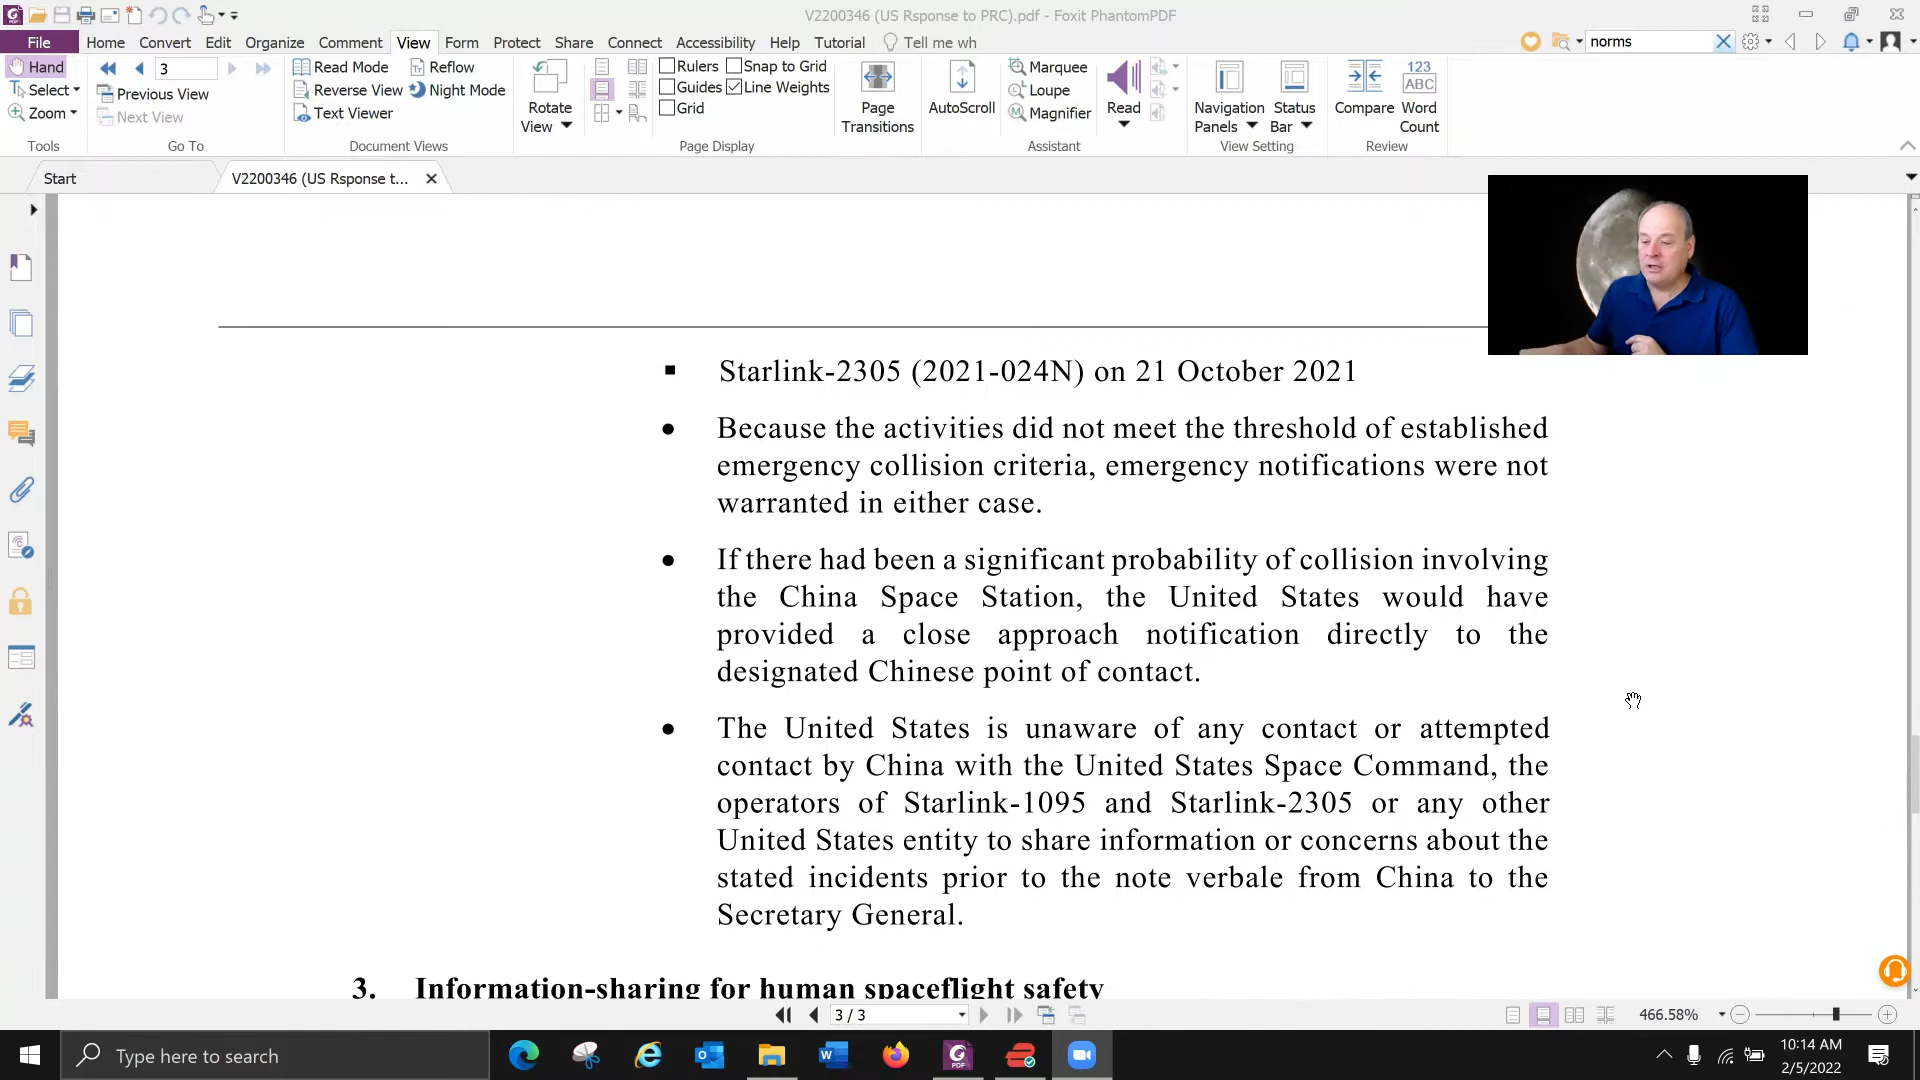 V2200346 (US Rsponse to PRC).pdf - Foxit PhantomPDF
File Home Convert Edit Organize Comment View Form Protect Share Connect Accessibility Help Tutorial Tell me wh norms
Hand 3 Read Mode Reflow Rulers Snap to Grid Marquee 123
Select Previous View Reverse View Night Mode Guides Line Weights Loupe ABC
Zoom Next View Text Viewer Grid Magnifier
Rotate View Page Transitions AutoScroll Read Navigation Panels Status Bar Compare Word Count
Tools Go To Document Views Page Display Assistant View Setting Review
Start V2200346 (US Rsponse t...
▪ Starlink-2305 (2021-024N) on 21 October 2021
• Because the activities did not meet the threshold of established
emergency collision criteria, emergency notifications were not
warranted in either case.
• If there had been a significant probability of collision involving
the China Space Station, the United States would have
provided a close approach notification directly to the
designated Chinese point of contact.
• The United States is unaware of any contact or attempted
contact by China with the United States Space Command, the
operators of Starlink-1095 and Starlink-2305 or any other
United States entity to share information or concerns about the
stated incidents prior to the note verbale from China to the
Secretary General.
3. Information-sharing for human spaceflight safety
3 / 3 466.58%
Type here to search 10:14 AM
2/5/2022